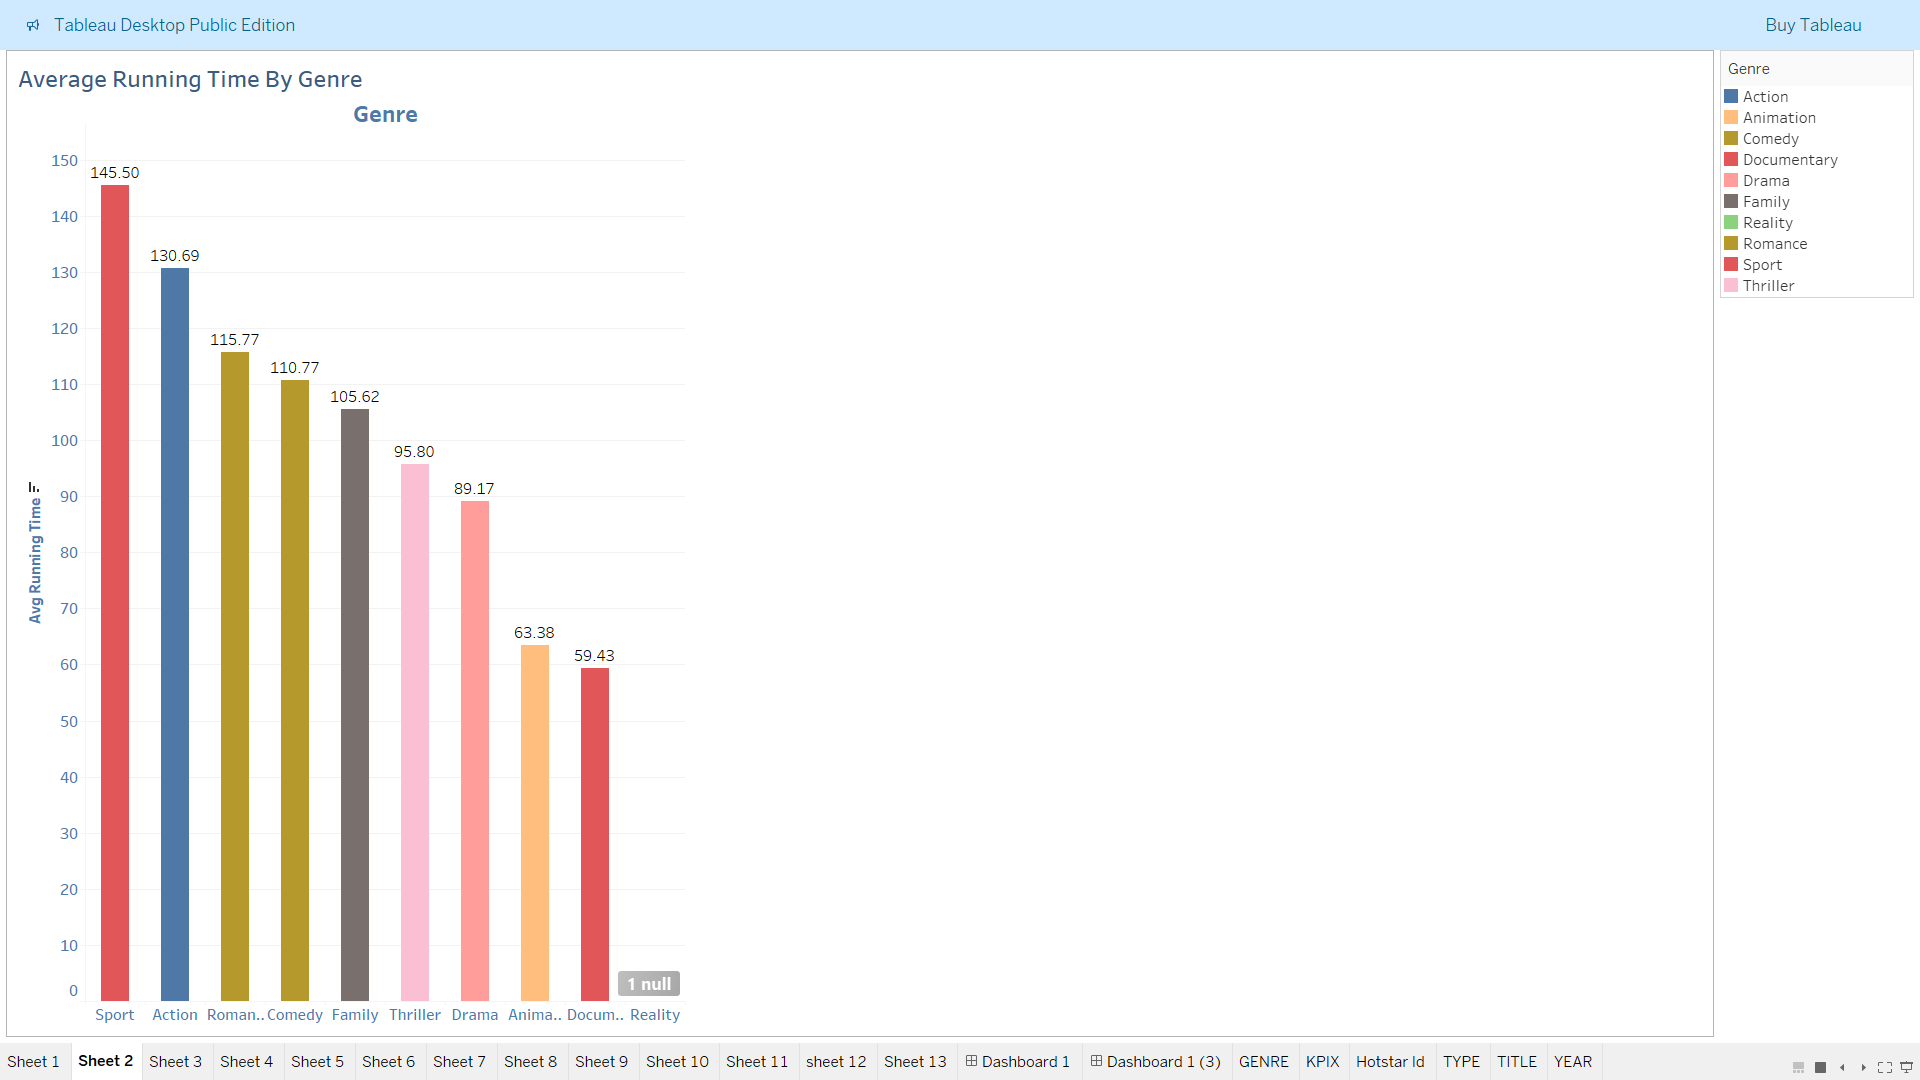 Tableau Desktop Public Edition
Buy Tableau
Average Running Time By Genre
Genre
150
140
130
120
110
100
90
80
70
60
50
40
30
20
10
0
Avg Running Time
145.50
130.69
115.77
110.77
105.62
95.80
89.17
63.38
59.43
1 null
Sport Action Roman.. Comedy Family Thriller Drama Anima.. Docum.. Reality
Genre
Action
Animation
Comedy
Documentary
Drama
Family
Reality
Romance
Sport
Thriller
Sheet 1 Sheet 2 Sheet 3 Sheet 4 Sheet 5 Sheet 6 Sheet 7 Sheet 8 Sheet 9 Sheet 10 Sheet 11 sheet 12 Sheet 13 Dashboard 1 Dashboard 1 (3) GENRE KPIX Hotstar Id TYPE TITLE YEAR